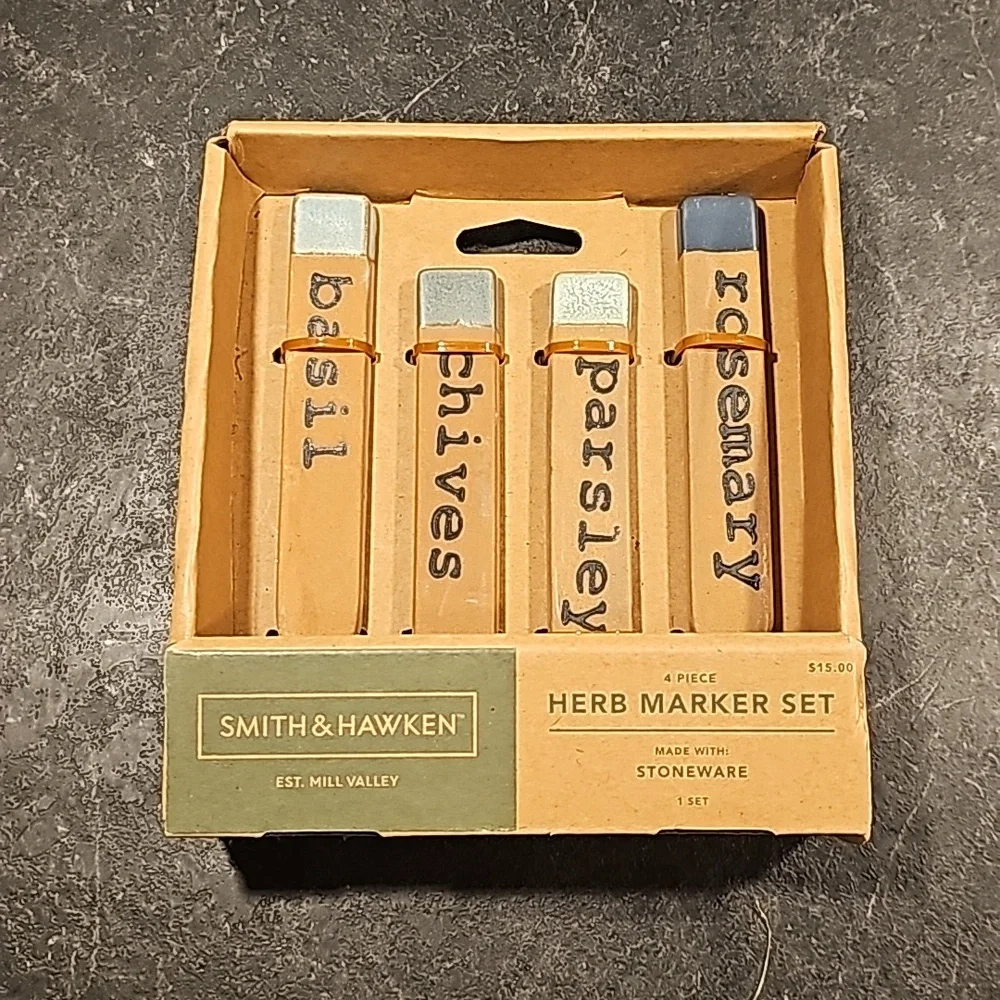 basil
chives
parsley
rosemary
SMITH & HAWKEN™
EST. MILL VALLEY
$15.00
4 PIECE
HERB MARKER SET
MADE WITH:
STONEWARE
1 SET